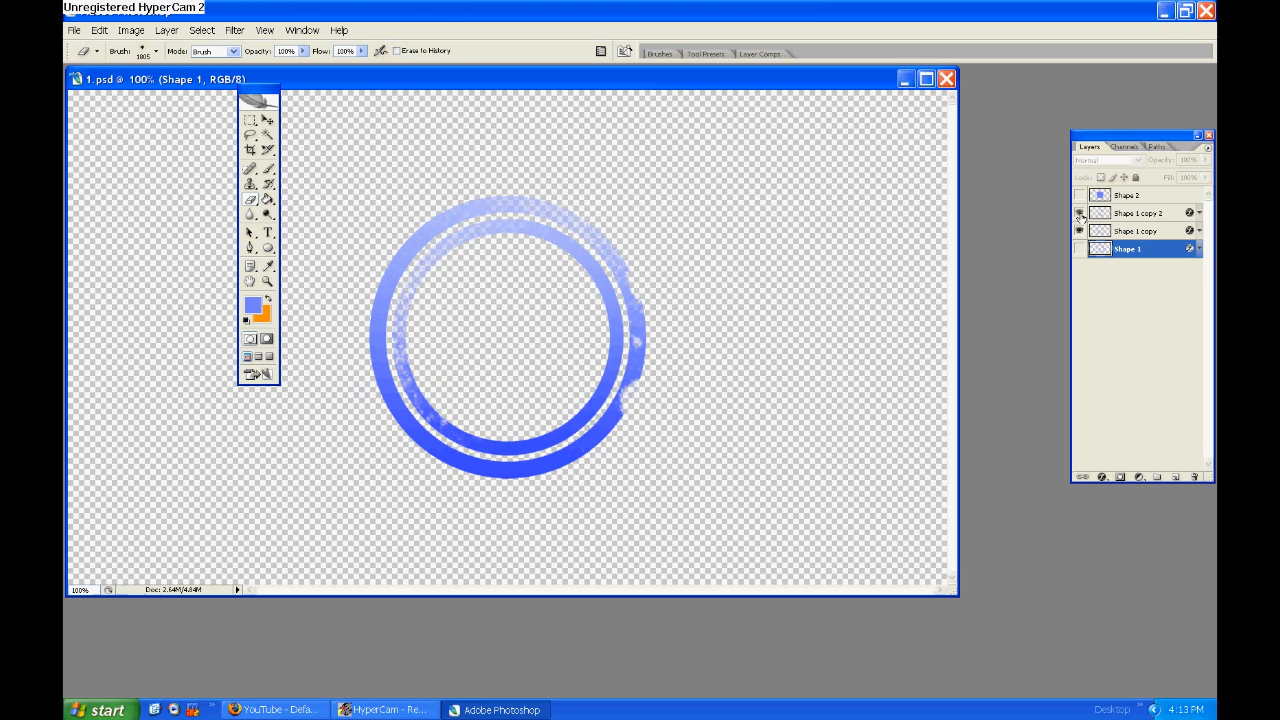 Unregistered HyperCam 2
File Edit Image Layer Select Filter View Window Help
Brush: 1805 Mode: Brush Opacity: 100% Flow: 100% Erase to History
Brushes Tool Presets Layer Comps
1.psd @ 100% (Shape 1, RGB/8)
T
Layers Channels Paths
Normal Opacity: 100%
Lock: Fill: 100%
Shape 2
Shape 1 copy 2
Shape 1 copy
Shape 1
100% Doc: 2.64M/4.84M
start YouTube - Defa... HyperCam - Re... Adobe Photoshop Desktop 4:13 PM